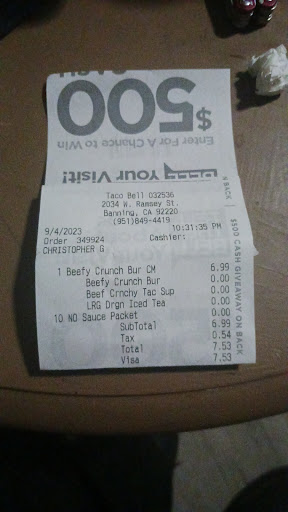 CASH
$500
Enter For A Chance to Win
Your Visit!
Taco Bell 032536
2034 W. Ramsey St.
Banning, CA 92220
(951)849-4419
9/4/2023 10:31:35 PM
Order 349924 Cashier:
CHRISTOPHER G
1 Beefy Crunch Bur CM 6.99
Beefy Crunch Bur 0.00
Beef Crnchy Tac Sup 0.00
LRG Drgn Iced Tea 0.00
10 NO Sauce Packet 0.00
SubTotal 6.99
Tax 0.54
Total 7.53
Visa 7.53
$500 CASH GIVEAWAY ON BACK